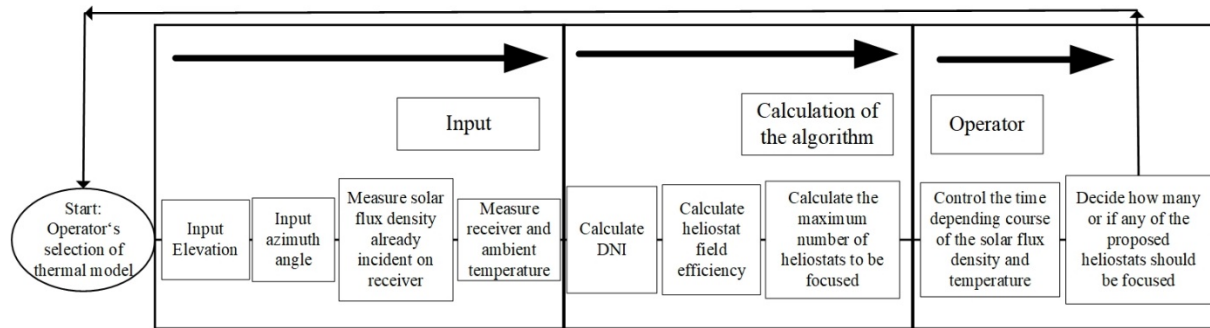 Input
Calculation of
the algorithm
Operator
Start:
Operator‘s
selection of
thermal model
Input
Elevation
Input
azimuth
angle
Measure solar
flux density
already
incident on
receiver
Measure
receiver and
ambient
temperature
Calculate
DNI
Calculate
heliostat
field
efficiency
Calculate the
maximum
number of
heliostats to be
focused
Control the time
depending course
of the solar flux
density and
temperature
Decide how many
or if any of the
proposed
heliostats should
be focused